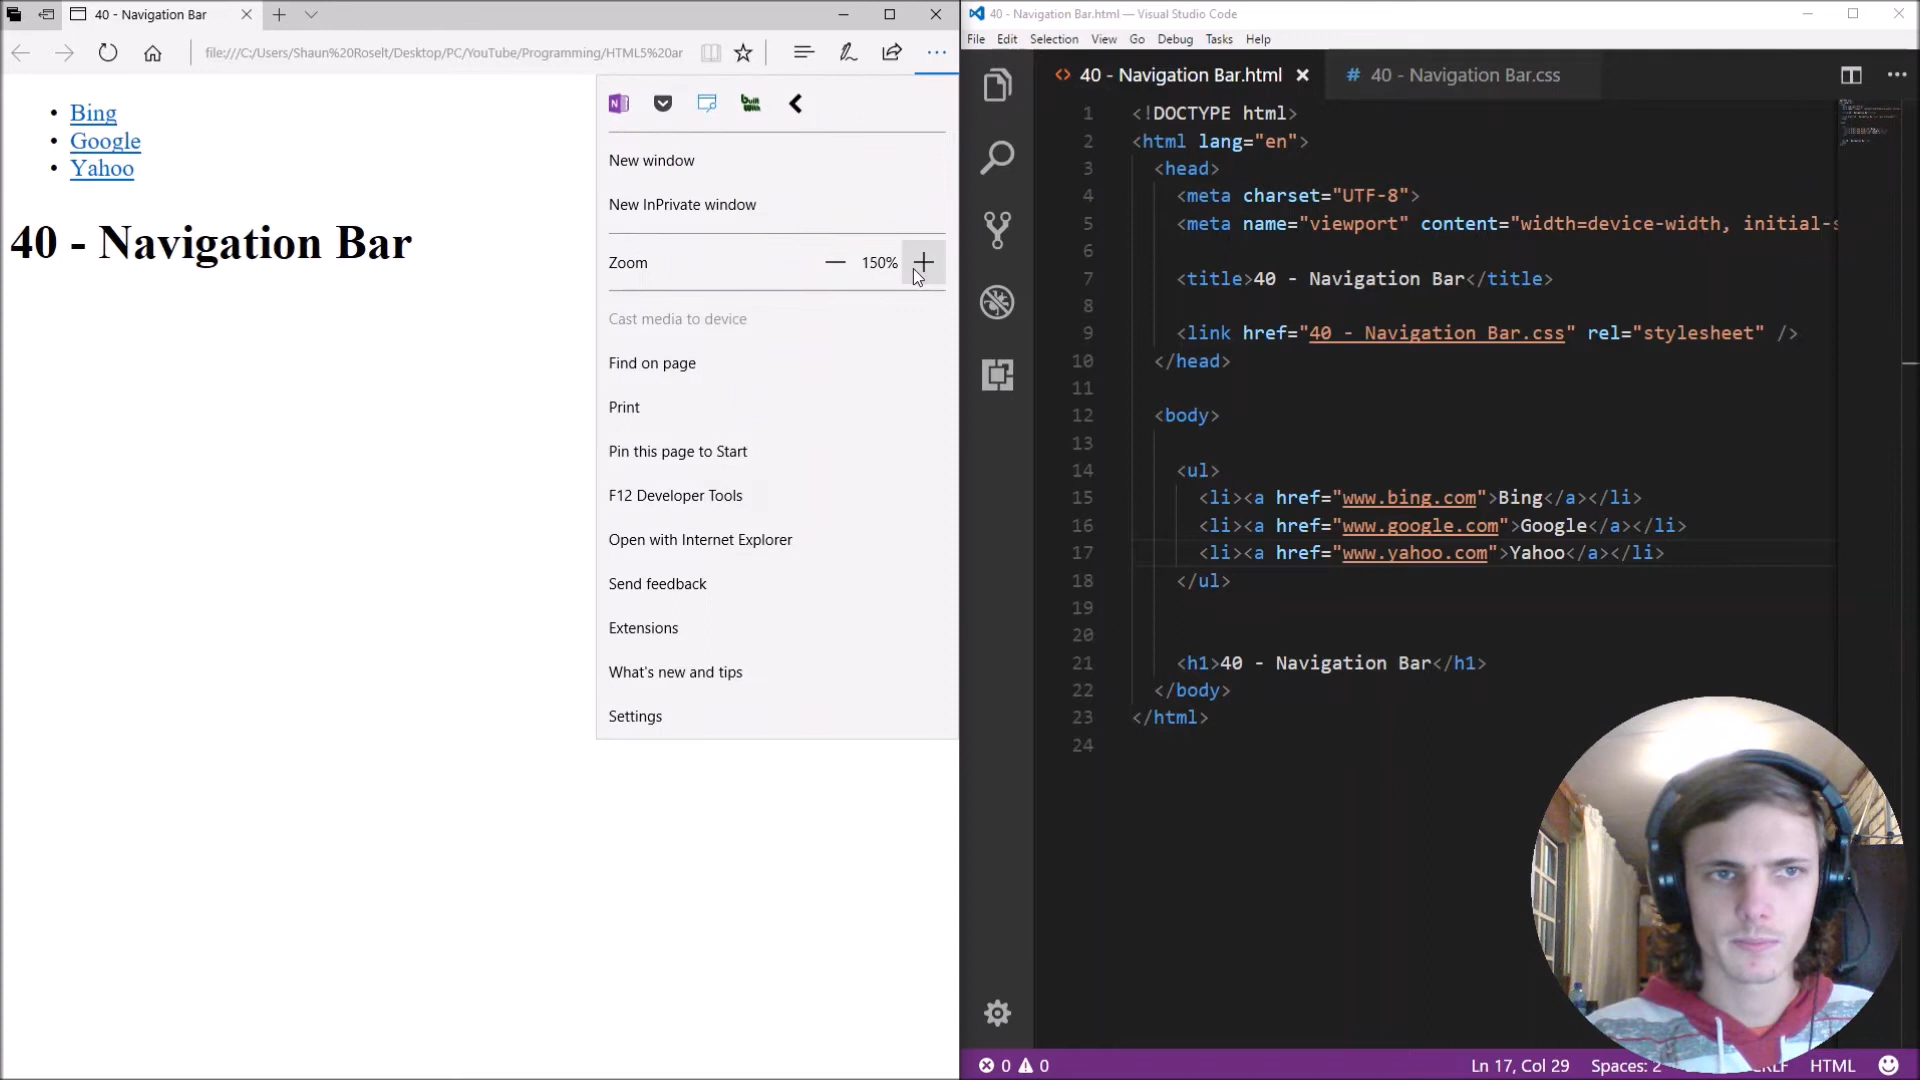 40 - Navigation Bar
file:///C:/Users/Shaun%20Roselt/Desktop/PC/YouTube/Programming/HTML5%20ar
Bing
Google
Yahoo
40 - Navigation Bar
New window
New InPrivate window
Zoom 150%
Cast media to device
Find on page
Print
Pin this page to Start
F12 Developer Tools
Open with Internet Explorer
Send feedback
Extensions
What's new and tips
Settings
40 - Navigation Bar.html — Visual Studio Code
File Edit Selection View Go Debug Tasks Help
<> 40 - Navigation Bar.html # 40 - Navigation Bar.css
1 <!DOCTYPE html>
2 <html lang="en">
3 <head>
4 <meta charset="UTF-8">
5 <meta name="viewport" content="width=device-width, initial-s
6
7 <title>40 - Navigation Bar</title>
8
9 <link href="40 - Navigation Bar.css" rel="stylesheet" />
10 </head>
11
12 <body>
13
14 <ul>
15 <li><a href="www.bing.com">Bing</a></li>
16 <li><a href="www.google.com">Google</a></li>
17 <li><a href="www.yahoo.com">Yahoo</a></li>
18 </ul>
19
20
21 <h1>40 - Navigation Bar</h1>
22 </body>
23 </html>
24
0 0 Ln 17, Col 29 Spaces: 2 HTML